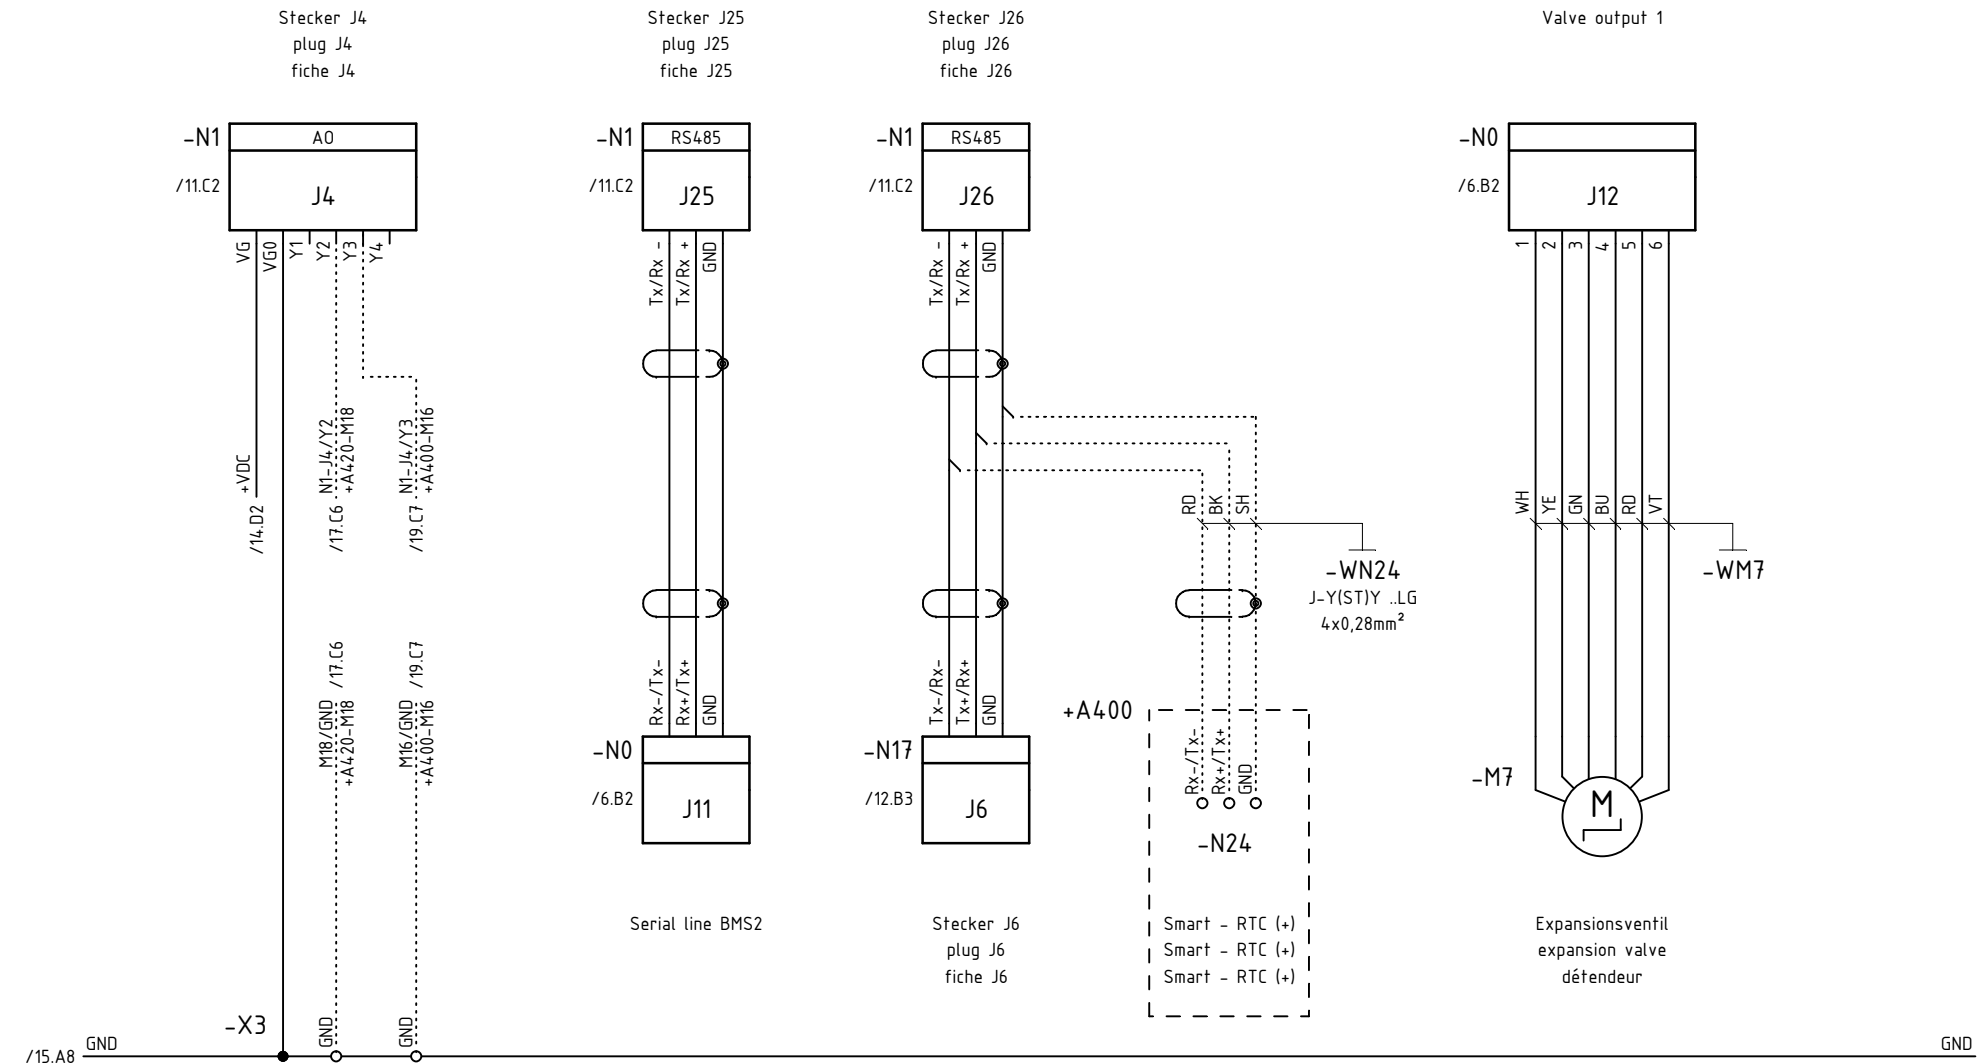 Stecker J4
plug J4
fiche J4
Stecker J25
plug J25
fiche J25
Stecker J26
plug J26
fiche J26
Valve output 1
-N1
AO
/11.C2
J4
-N1
RS485
/11.C2
J25
-N1
RS485
/11.C2
J26
-N0
/6.B2
J12
VG
VG0
Y1
Y2
Y3
Y4
Tx/Rx -
Tx/Rx +
GND
Tx/Rx -
Tx/Rx +
GND
1
2
3
4
5
6
+VDC
/14.D2
N1-J4/Y2
+A420-M18
/17.C6
N1-J4/Y3
+A400-M16
/19.C7
RD
BK
SH
-WN24
J-Y(ST)Y ..LG
4x0,28mm²
WH
YE
GN
BU
RD
VT
-WM7
M18/GND
+A420-M18
/17.C6
M16/GND
+A400-M16
/19.C7
Rx-/Tx-
Rx+/Tx+
GND
Tx-/Rx-
Tx+/Rx+
GND
+A400
Rx-/Tx-
Rx+/Tx+
GND
-N24
-N0
/6.B2
J11
-N17
/12.B3
J6
-M7
M
Serial line BMS2
Stecker J6
plug J6
fiche J6
Smart - RTC (+)
Smart - RTC (+)
Smart - RTC (+)
Expansionsventil
expansion valve
détendeur
-X3
GND
GND
/15.A8
GND
GND